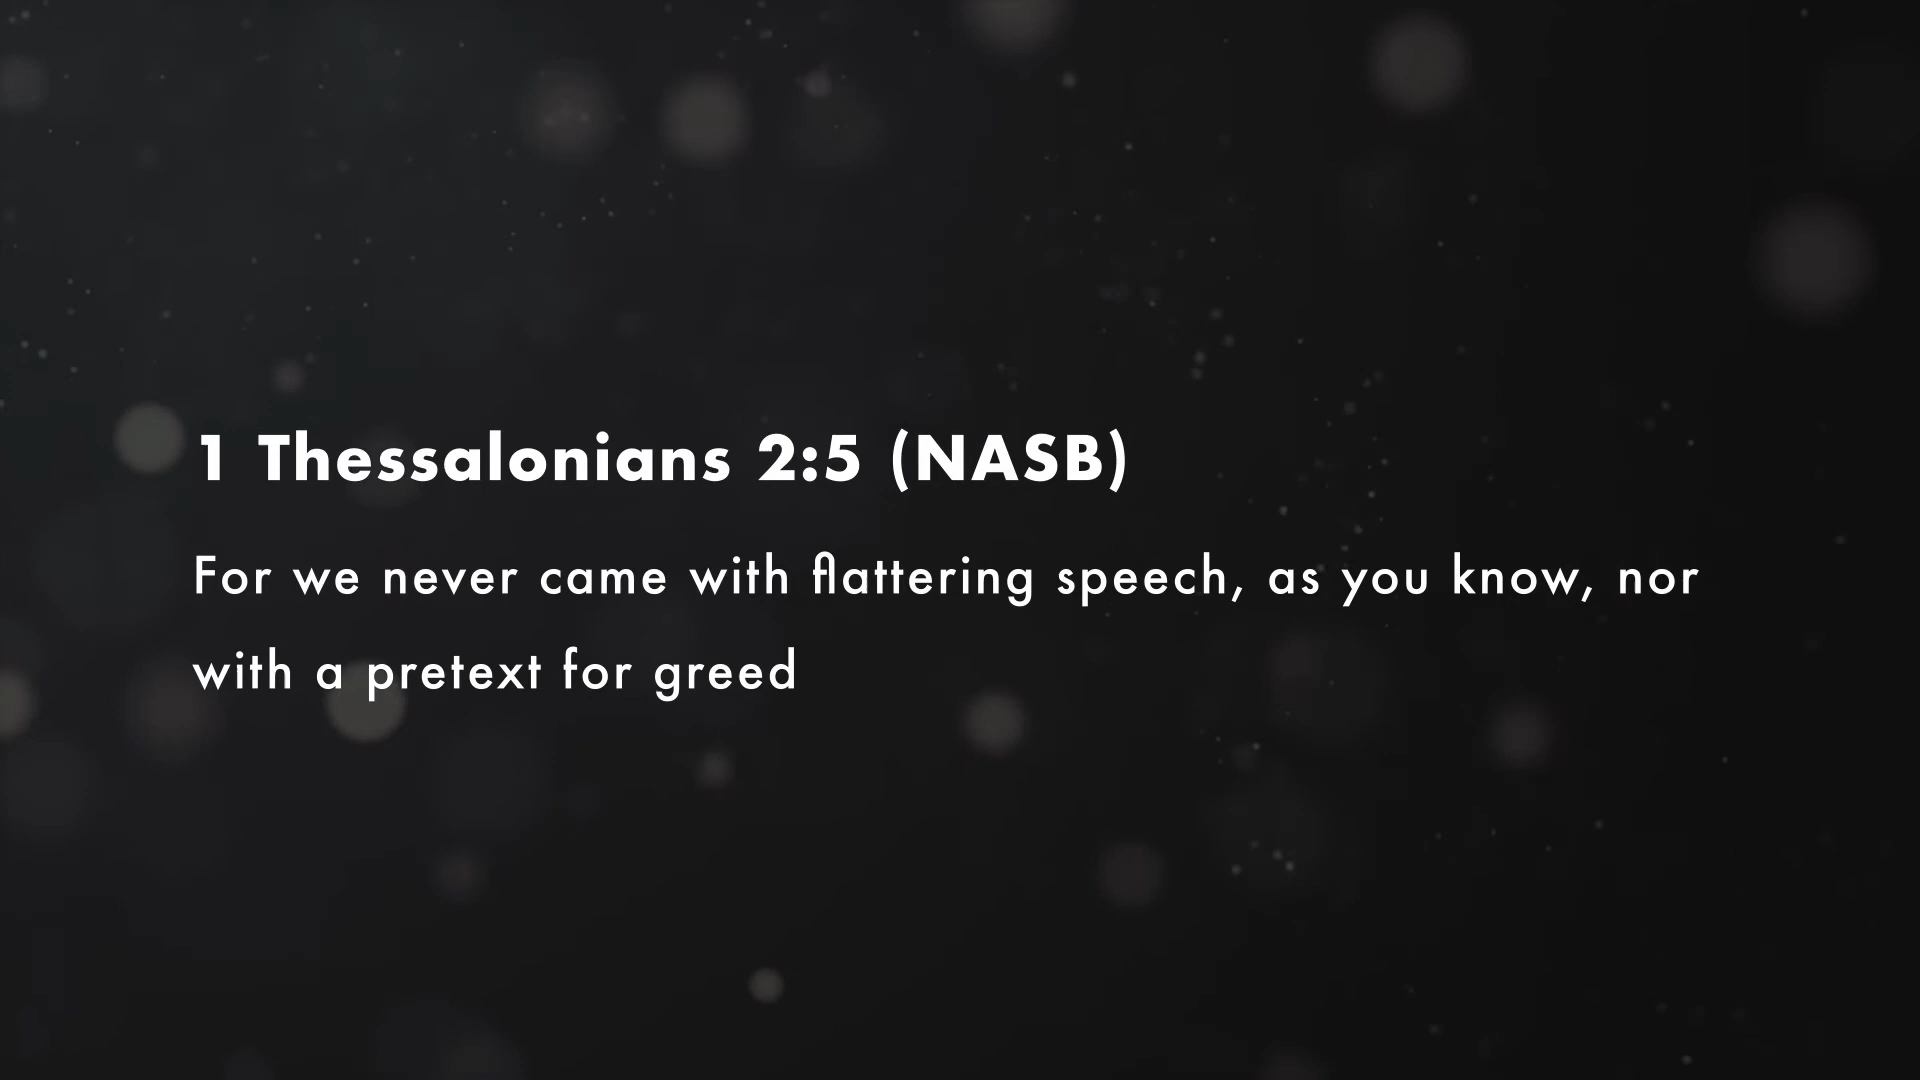 1 Thessalonians 2:5 (NASB)
For we never came with flattering speech, as you know, nor
with a pretext for greed